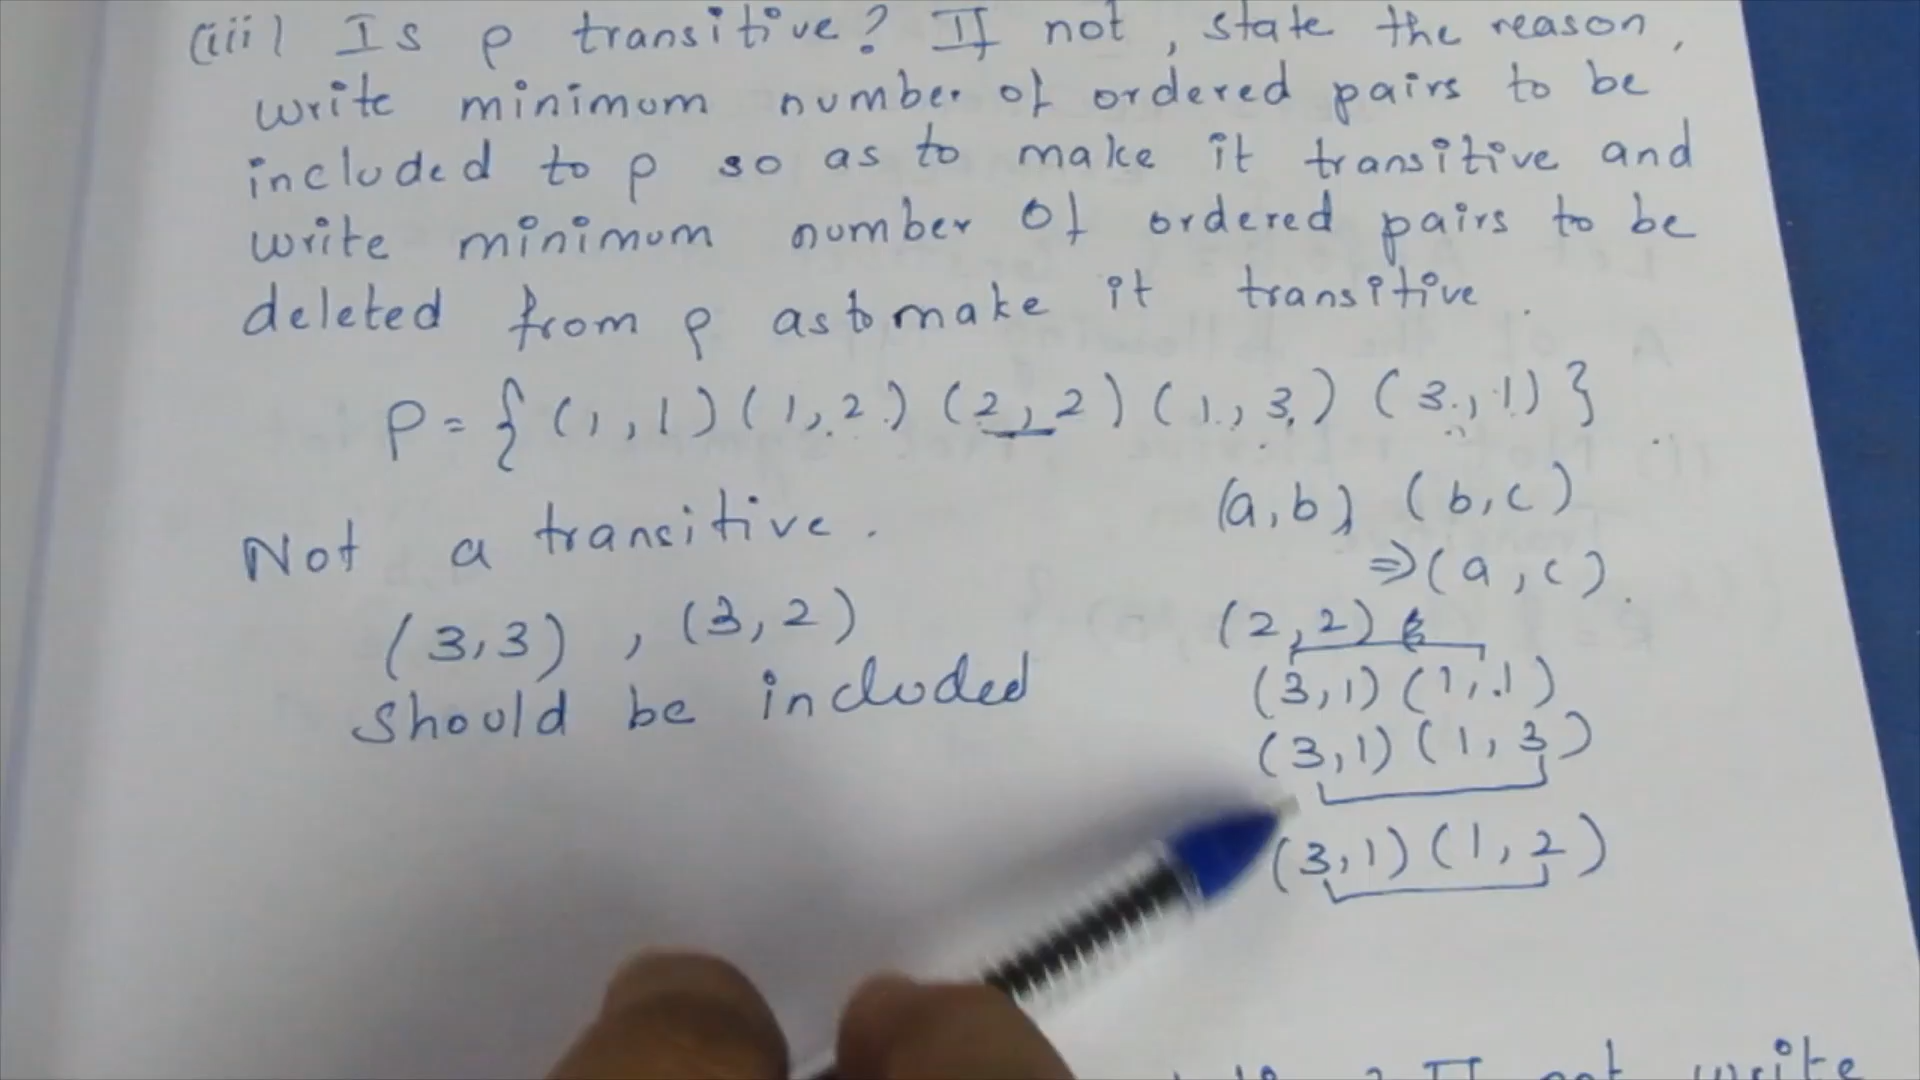 (iii) Is ρ transitive? If not, state the reason,
write minimum number of ordered pairs to be
included to ρ so as to make it transitive and
write minimum number of ordered pairs to be
deleted from ρ as to make it transitive.
ρ = { (1,1) (1,2) (2,2) (1,3) (3,1) }
Not a transitive.
(3,3) , (3,2)
should be included
(a,b) (b,c)
⇒ (a,c).
(2,2)
(3,1) (1,1)
(3,1) (1,3)
(3,1) (1,2)
? If not write